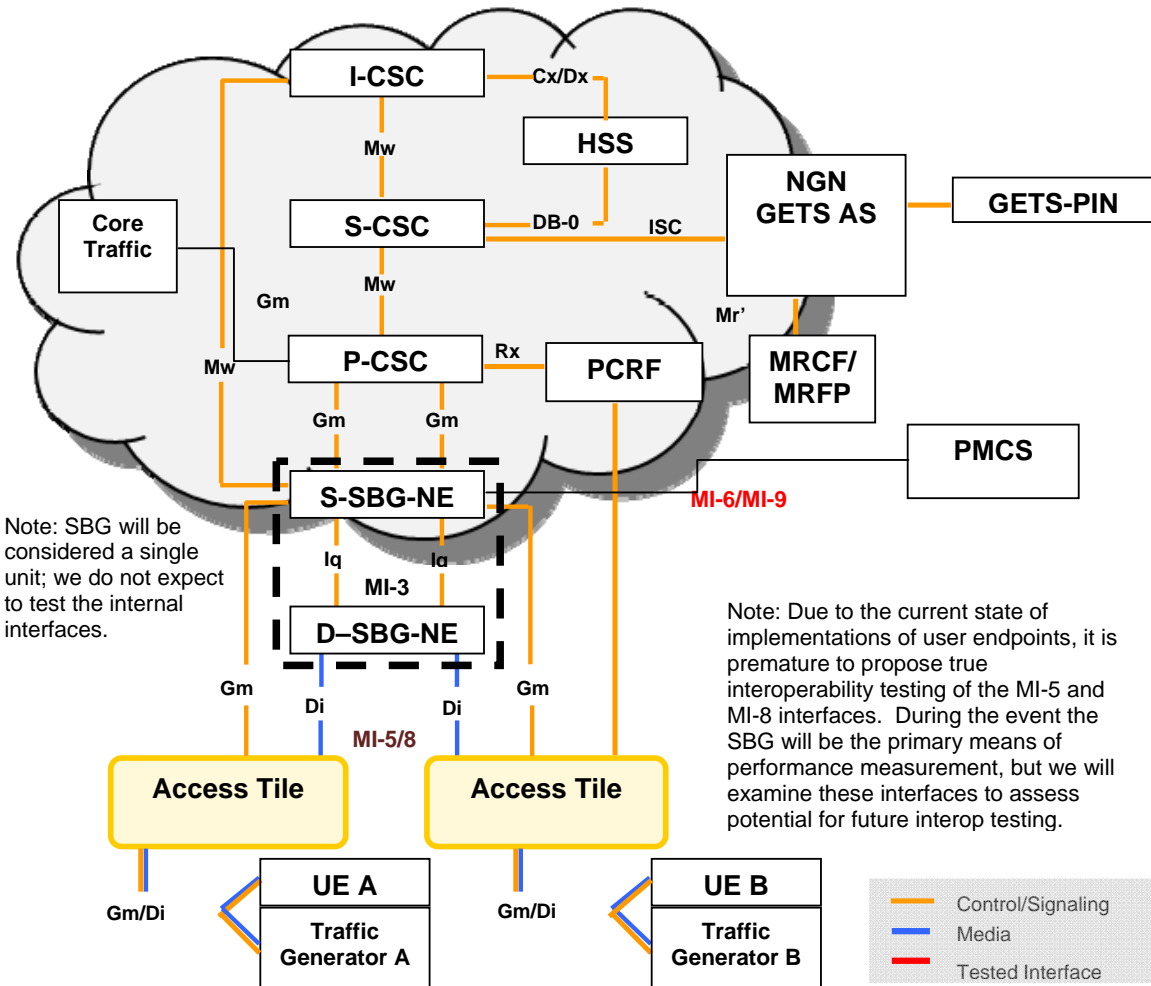 I-CSC
Cx/Dx
HSS
Mw
NGN
GETS AS
GETS-PIN
Core
Traffic
S-CSC
DB-0
ISC
Gm
Mw
Mr’
Mw
P-CSC
Rx
PCRF
MRCF/
MRFP
Gm
Gm
PMCS
S-SBG-NE
MI-6/MI-9
Note: SBG will be
considered a single
unit; we do not expect
to test the internal
interfaces.
Iq
Iq
MI-3
D–SBG-NE
Note: Due to the current state of
implementations of user endpoints, it is
premature to propose true
interoperability testing of the MI-5 and
MI-8 interfaces. During the event the
SBG will be the primary means of
performance measurement, but we will
examine these interfaces to assess
potential for future interop testing.
Gm
Di
Di
Gm
MI-5/8
Access Tile
Access Tile
UE A
UE B
Gm/Di
Gm/Di
Traffic
Generator A
Traffic
Generator B
Control/Signaling
Media
Tested Interface